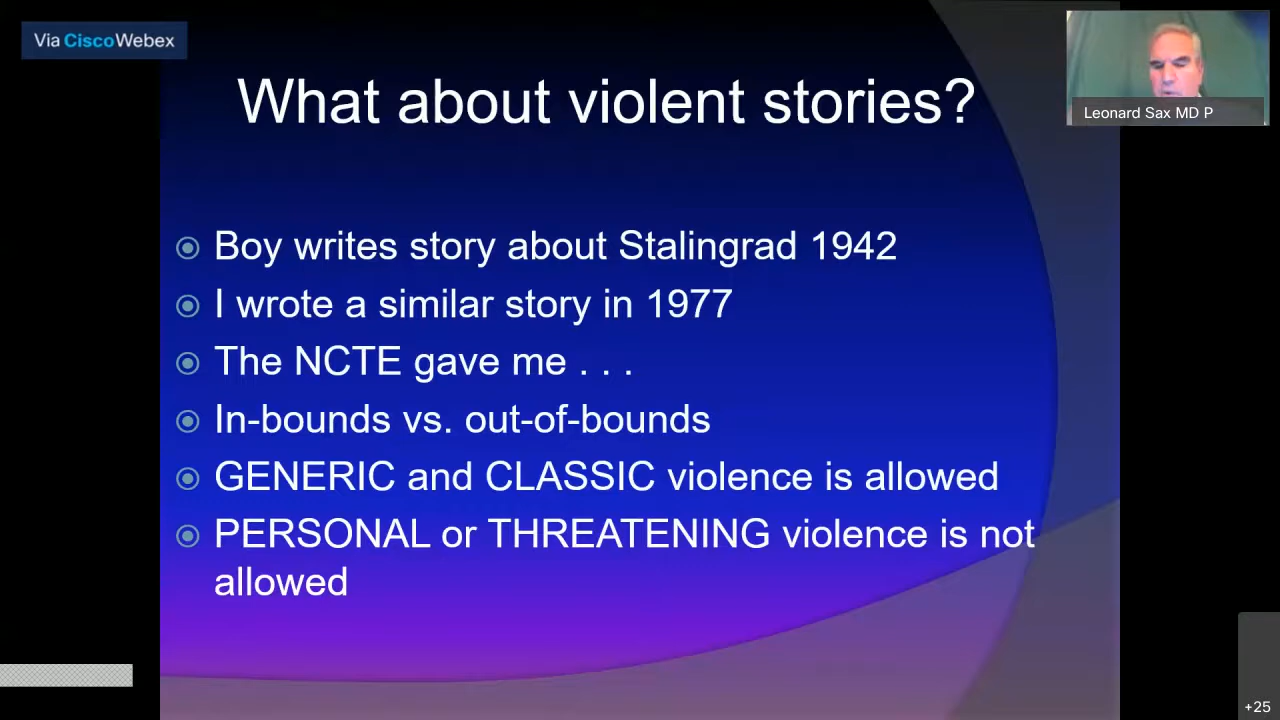 Via CiscoWebex
What about violent stories?
Leonard Sax MD P
Boy writes story about Stalingrad 1942
I wrote a similar story in 1977
The NCTE gave me . . .
In-bounds vs. out-of-bounds
GENERIC and CLASSIC violence is allowed
PERSONAL or THREATENING violence is not
allowed
+25